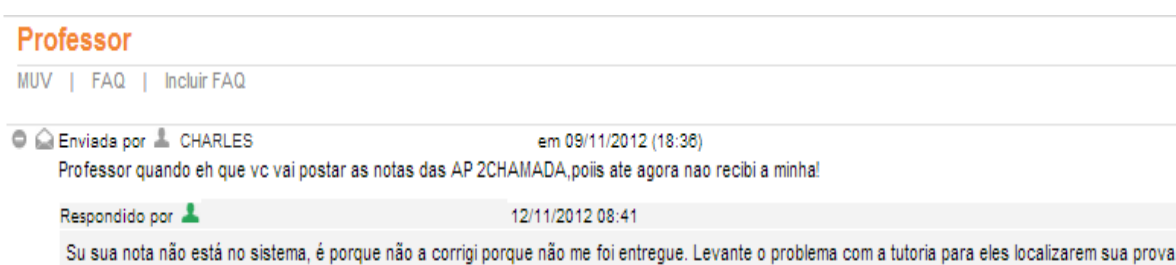 Professor
MUV | FAQ | Incluir FAQ
Enviada por CHARLES em 09/11/2012 (18:36)
Professor quando eh que vc vai postar as notas das AP 2CHAMADA,poiis ate agora nao recibi a minha!
Respondido por 12/11/2012 08:41
Su sua nota não está no sistema, é porque não a corrigi porque não me foi entregue. Levante o problema com a tutoria para eles localizarem sua prova